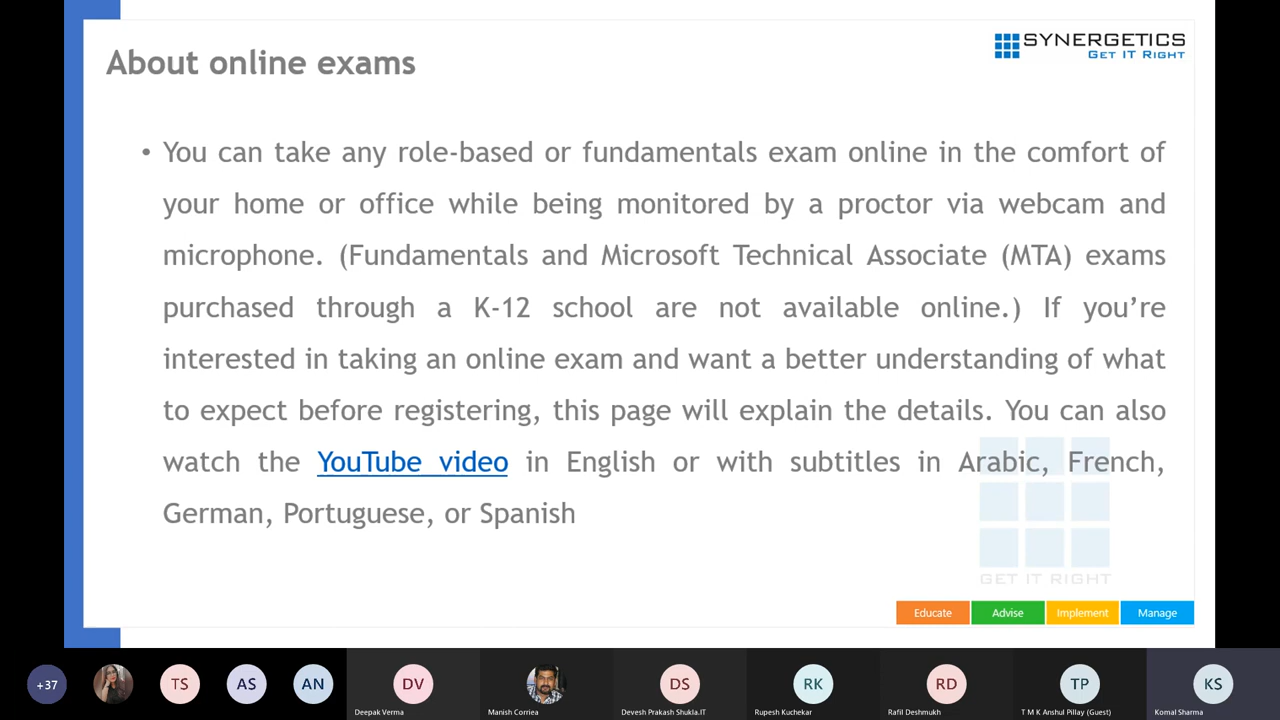 SYNERGETICS
GET IT RIGHT
About online exams
• You can take any role-based or fundamentals exam online in the comfort of
your home or office while being monitored by a proctor via webcam and
microphone. (Fundamentals and Microsoft Technical Associate (MTA) exams
purchased through a K-12 school are not available online.) If you’re
interested in taking an online exam and want a better understanding of what
to expect before registering, this page will explain the details. You can also
watch the YouTube video in English or with subtitles in Arabic, French,
German, Portuguese, or Spanish
GET IT RIGHT
Educate Advise Implement Manage
+37 TS AS AN DV DS RK RD TP KS
Deepak Verma Manish Corriea Devesh Prakash Shukla.IT Rupesh Kuchekar Rafil Deshmukh T M K Anshul Pillay (Guest) Komal Sharma